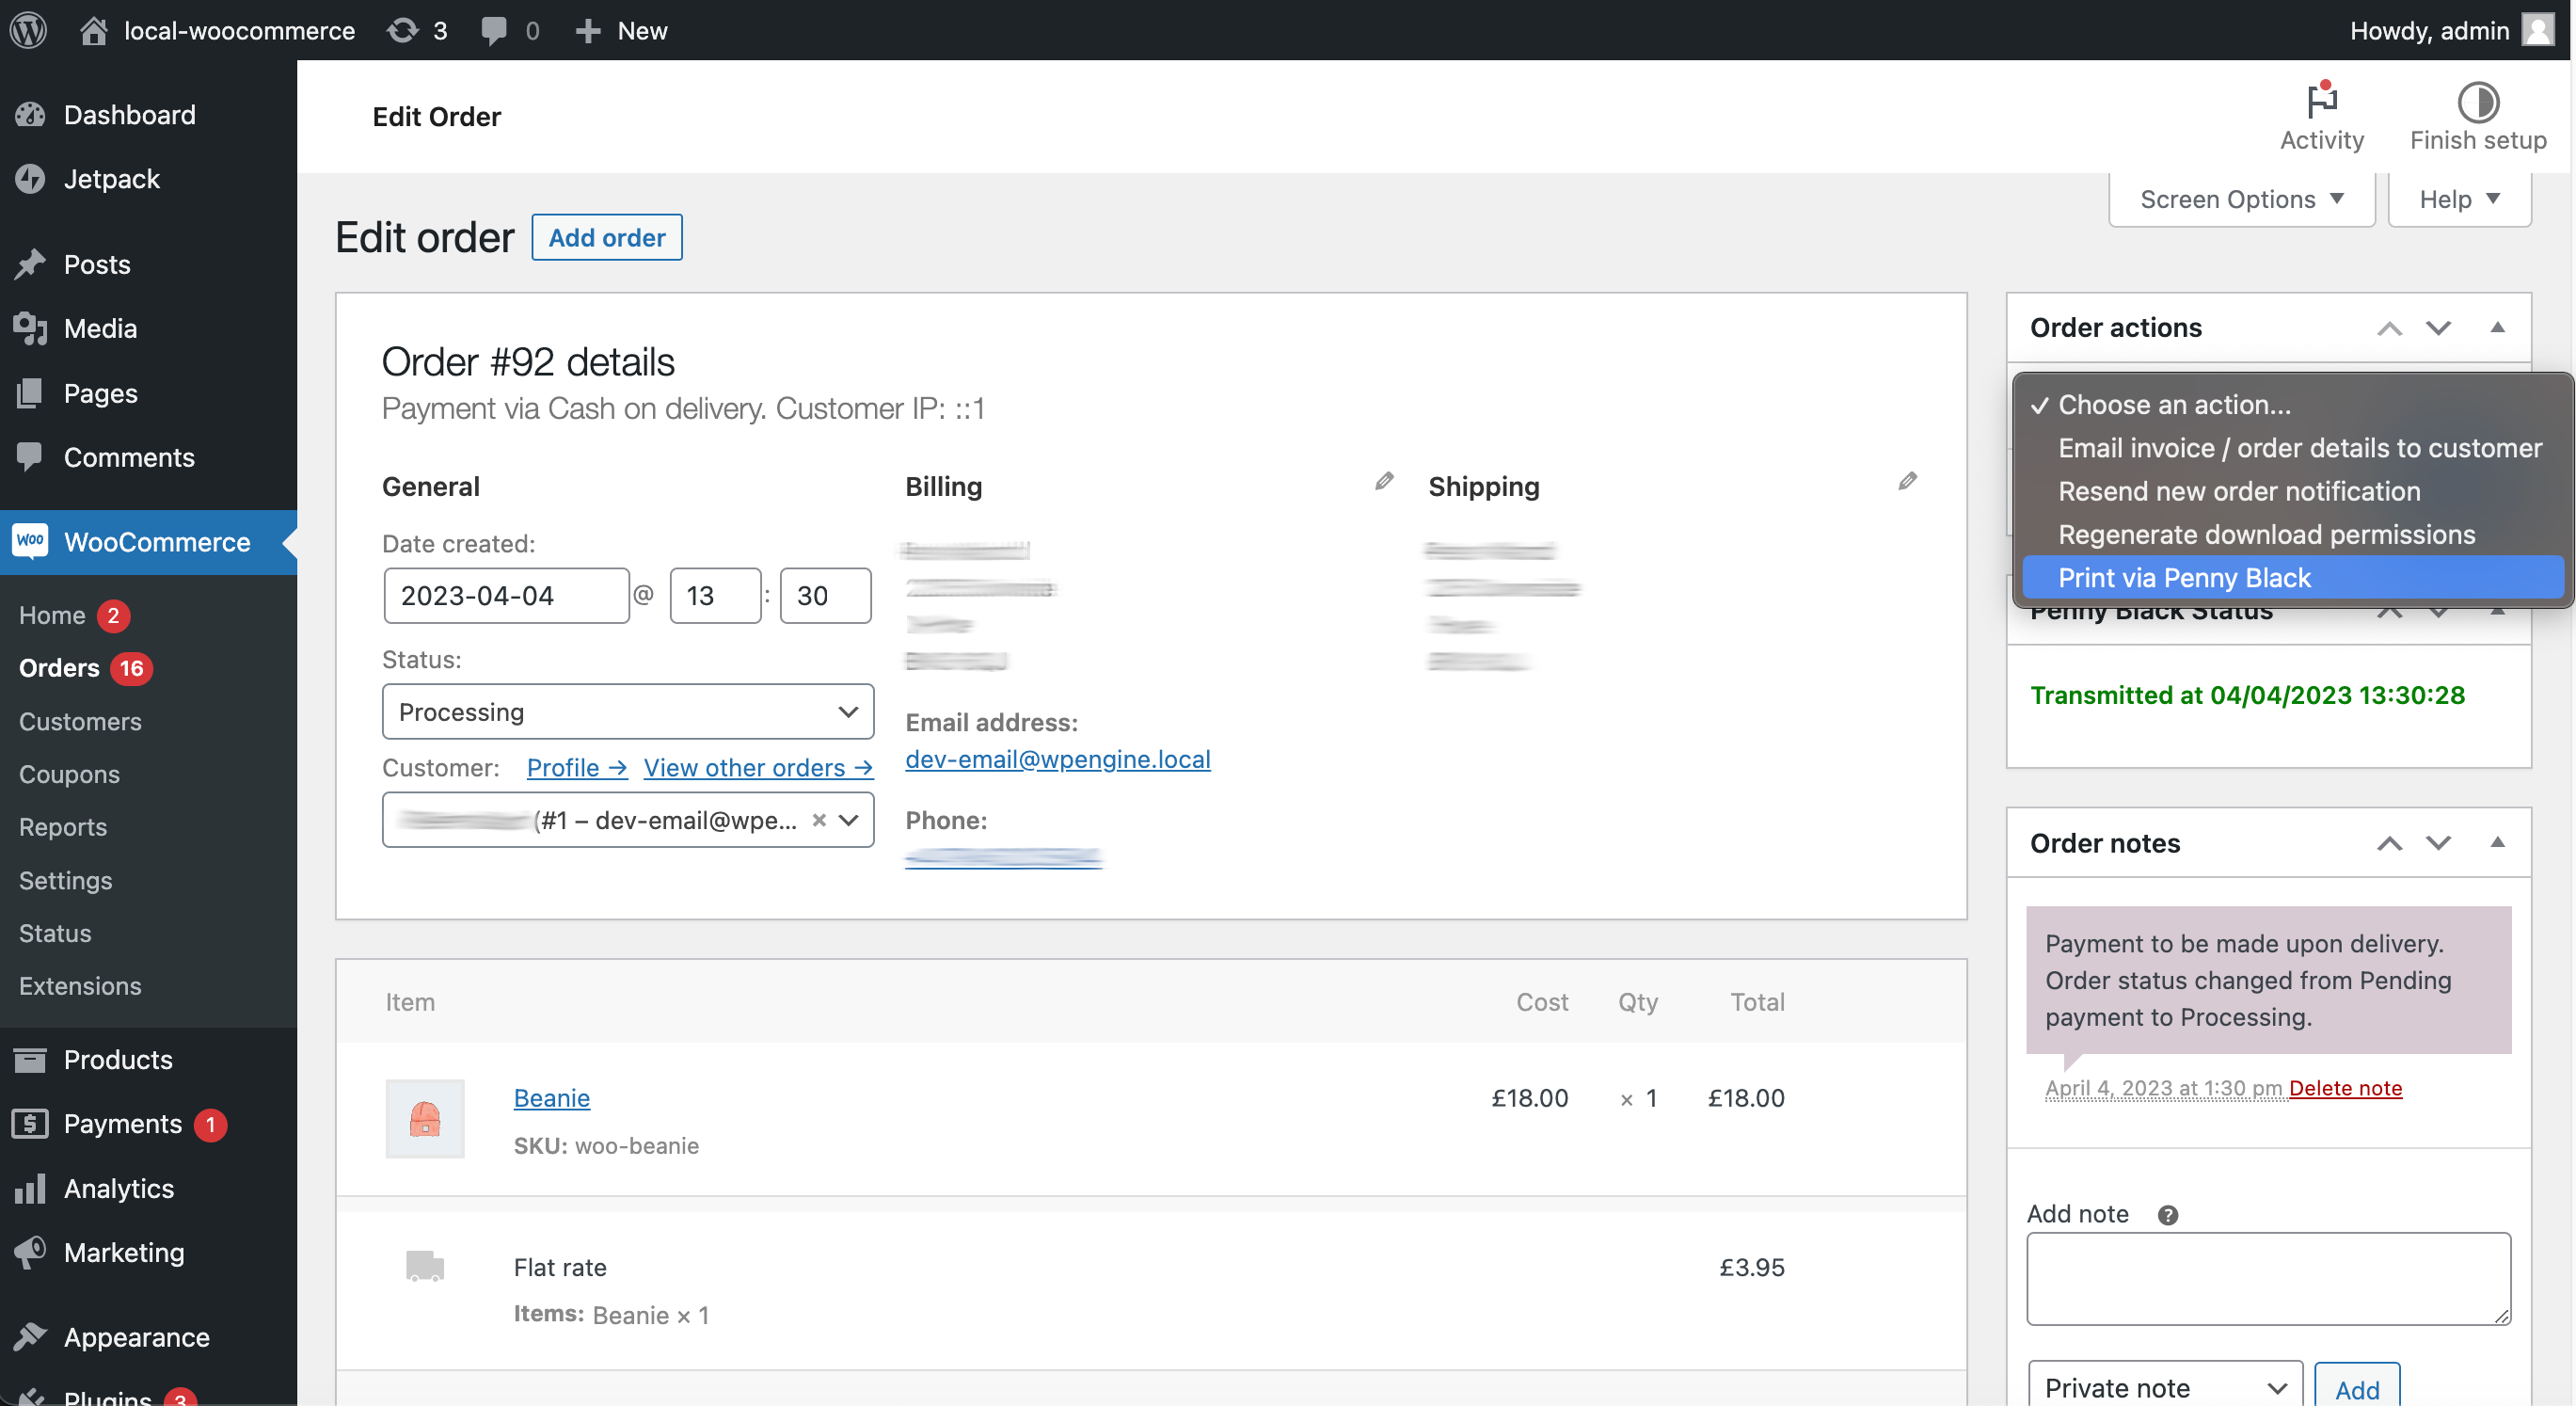 local-woocommerce 3 0 + New Howdy, admin
Dashboard
Jetpack
Posts
Media
Pages
Comments
Woo WooCommerce
Home 2
Orders 16
Customers
Coupons
Reports
Settings
Status
Extensions
Products
Payments 1
Analytics
Marketing
Appearance
Plugins 3
Edit Order
Activity
Finish setup
Screen Options ▼
Help ▼
Edit order Add order
Order #92 details
Payment via Cash on delivery. Customer IP: ::1
General
Date created:
2023-04-04 @ 13 : 30
Status:
Processing
Customer: Profile → View other orders →
(#1 – dev-email@wpe... ×
Billing
Email address:
dev-email@wpengine.local
Phone:
Shipping
Item Cost Qty Total
Beanie £18.00 × 1 £18.00
SKU: woo-beanie
Flat rate £3.95
Items: Beanie × 1
Order actions
✓ Choose an action...
Email invoice / order details to customer
Resend new order notification
Regenerate download permissions
Print via Penny Black
Penny Black Status
Transmitted at 04/04/2023 13:30:28
Order notes
Payment to be made upon delivery.
Order status changed from Pending
payment to Processing.
April 4, 2023 at 1:30 pm Delete note
Add note ?
Private note Add